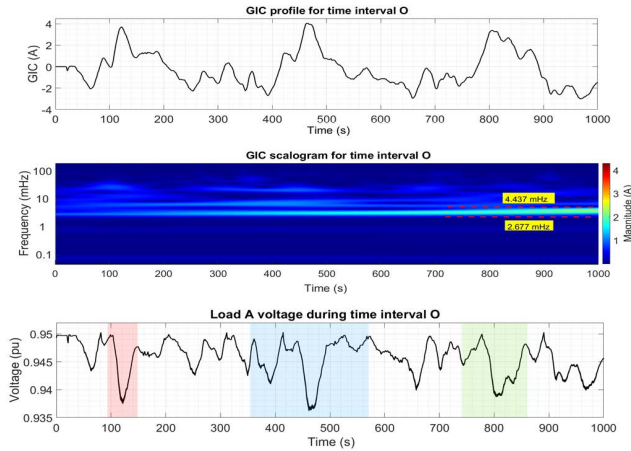 GIC profile for time interval O
4
2
0
-2
-4
GIC (A)
0 100 200 300 400 500 600 700 800 900 1000
Time (s)
GIC scalogram for time interval O
100
10
1
0.1
Frequency (mHz)
4.437 mHz
2.677 mHz
4
3
2
1
Magnitude (A)
0 100 200 300 400 500 600 700 800 900 1000
Time (s)
Load A voltage during time interval O
0.95
0.945
0.94
0.935
Voltage (pu)
0 100 200 300 400 500 600 700 800 900 1000
Time (s)